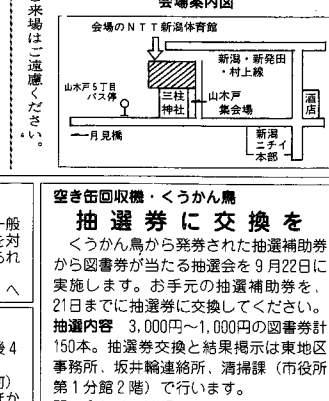 会場案内図
来場はご遠慮ください。
会場のＮＴＴ新潟体育館
新潟・新発田
・村上線
山木戸５丁目
バス停
三柱
神社
山木戸
集会場
酒店
←月見橋
新潟
ニチイ
本部
一般
を対
られ
へ
後４
空き缶回収機・くうかん鳥
抽選券に交換を
くうかん鳥から発券された抽選補助券
から図書券が当たる抽選会を９月22日に
実施します。お手元の抽選補助券を、
21日までに抽選券に交換してください。
抽選内容　3,000円～1,000円の図書券計
150本。抽選券交換と結果掲示は東地区
事務所、坂井輪連絡所、清掃課（市役所
第１分館２階）で行います。